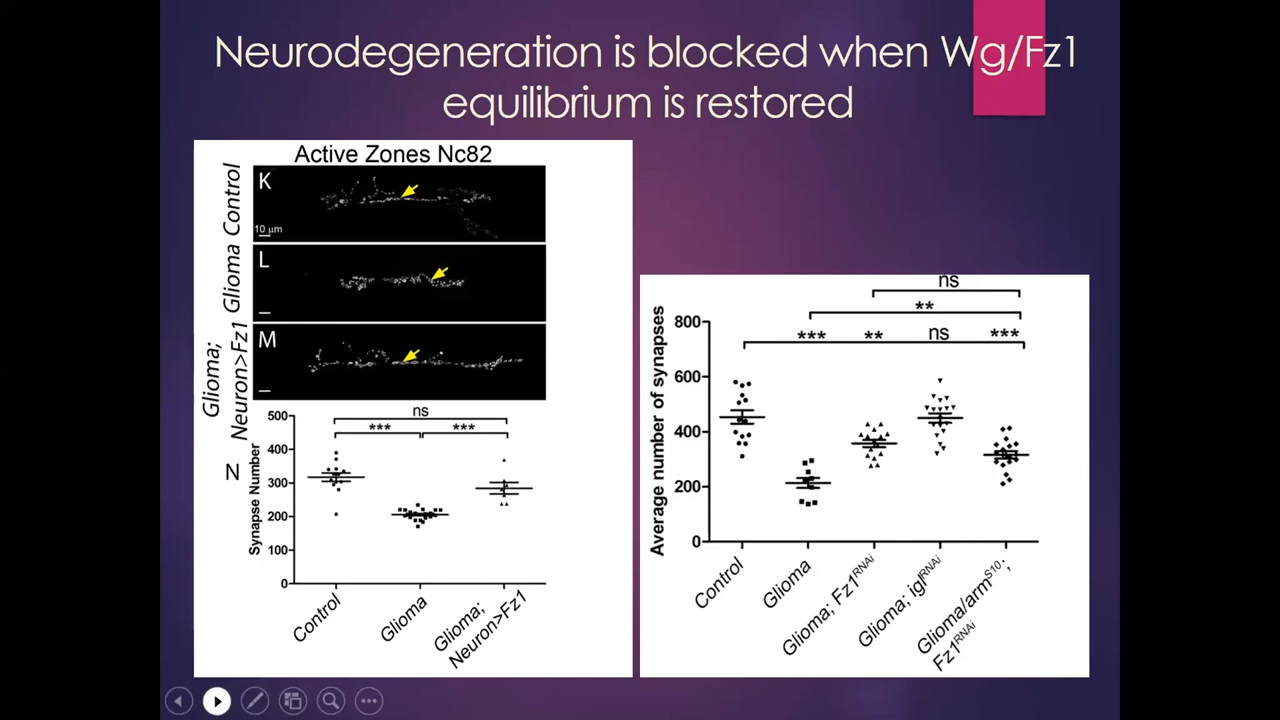 Neurodegeneration is blocked when Wg/Fz1
equilibrium is restored
Active Zones Nc82
Control
K
10 μm
Glioma
L
Glioma;
Neuron>Fz1
M
N
Synapse Number
500
400
300
200
100
0
ns
*** ***
Control
Glioma
Glioma;
Neuron>Fz1
Average number of synapses
800
600
400
200
0
ns
**
*** ** ns ***
Control
Glioma
Glioma; Fz1RNAi
Glioma; iglRNAi
Glioma/armS10;
Fz1RNAi